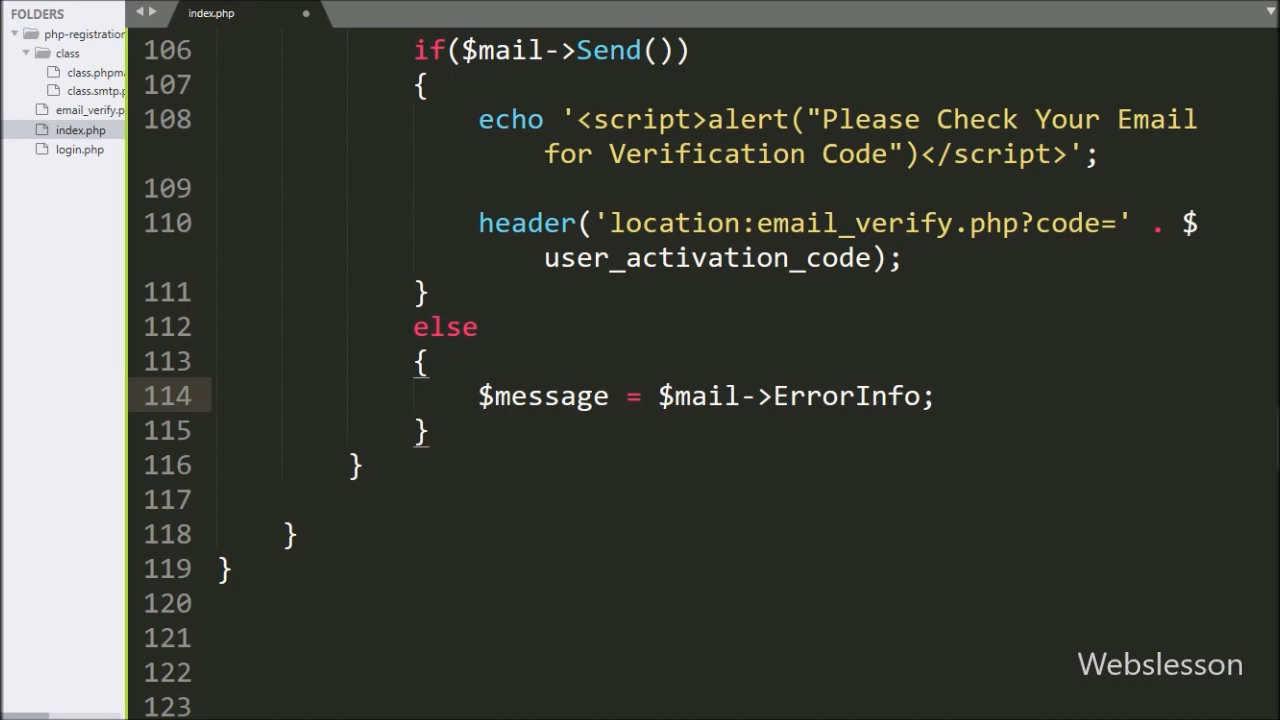 FOLDERS
php-registration
class
class.phpma
class.smtp.p
email_verify.p
index.php
login.php
index.php
106 if($mail->Send())
107 {
108 echo '<script>alert("Please Check Your Email
for Verification Code")</script>';
109
110 header('location:email_verify.php?code=' . $
user_activation_code);
111 }
112 else
113 {
114 $message = $mail->ErrorInfo;
115 }
116 }
117
118 }
119 }
120
121
122
123
Webslesson